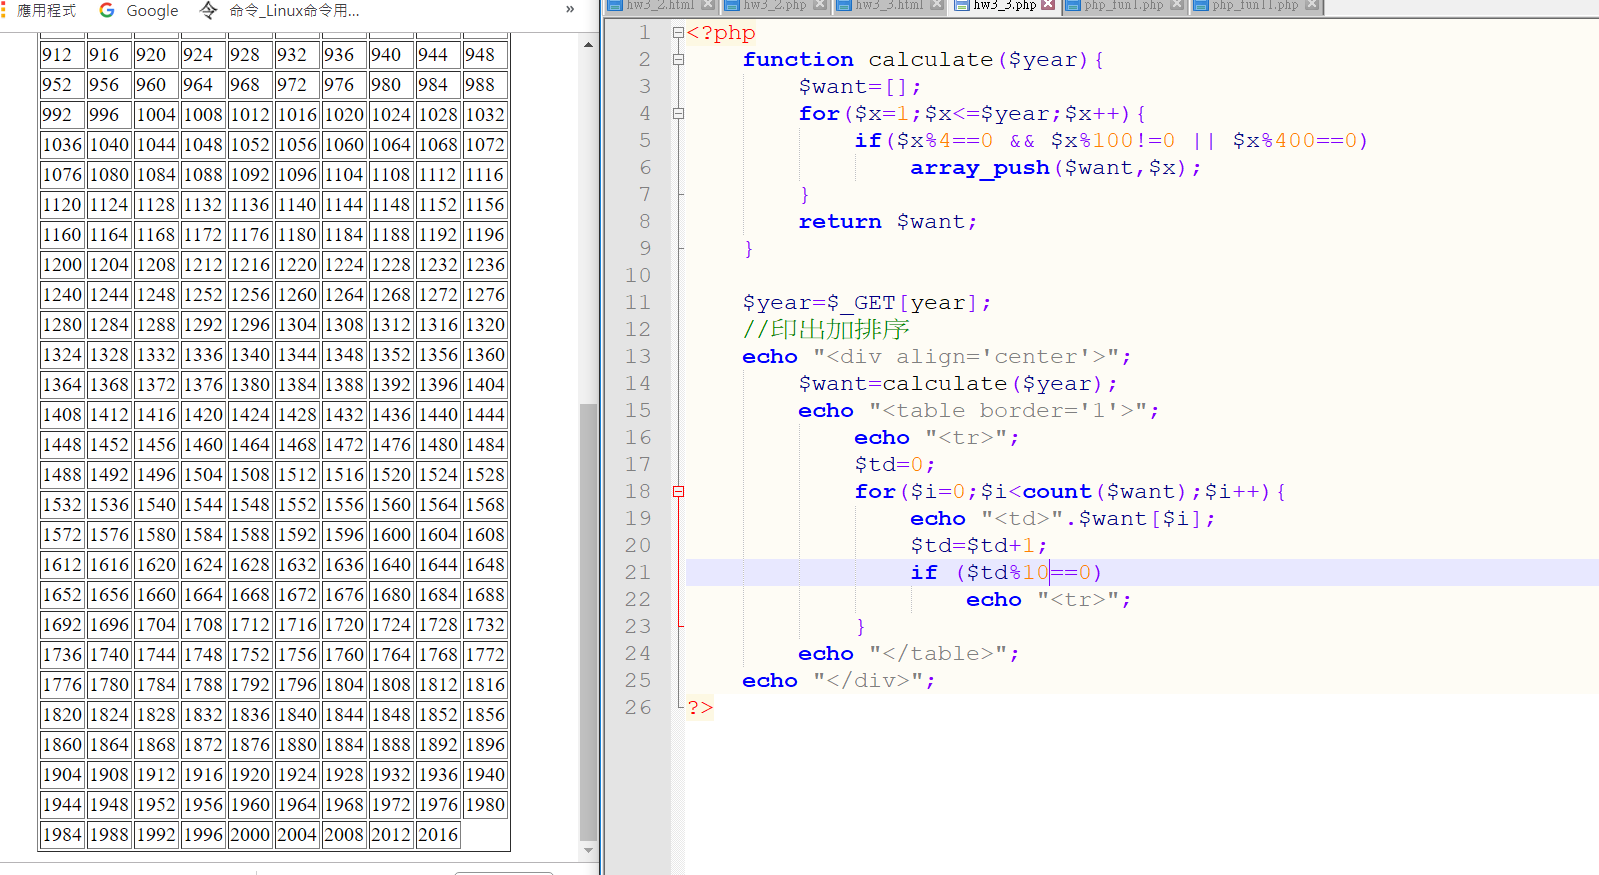 應用程式 Google 命令_Linux命令用... »
912 916 920 924 928 932 936 940 944 948
952 956 960 964 968 972 976 980 984 988
992 996 1004 1008 1012 1016 1020 1024 1028 1032
1036 1040 1044 1048 1052 1056 1060 1064 1068 1072
1076 1080 1084 1088 1092 1096 1104 1108 1112 1116
1120 1124 1128 1132 1136 1140 1144 1148 1152 1156
1160 1164 1168 1172 1176 1180 1184 1188 1192 1196
1200 1204 1208 1212 1216 1220 1224 1228 1232 1236
1240 1244 1248 1252 1256 1260 1264 1268 1272 1276
1280 1284 1288 1292 1296 1304 1308 1312 1316 1320
1324 1328 1332 1336 1340 1344 1348 1352 1356 1360
1364 1368 1372 1376 1380 1384 1388 1392 1396 1404
1408 1412 1416 1420 1424 1428 1432 1436 1440 1444
1448 1452 1456 1460 1464 1468 1472 1476 1480 1484
1488 1492 1496 1504 1508 1512 1516 1520 1524 1528
1532 1536 1540 1544 1548 1552 1556 1560 1564 1568
1572 1576 1580 1584 1588 1592 1596 1600 1604 1608
1612 1616 1620 1624 1628 1632 1636 1640 1644 1648
1652 1656 1660 1664 1668 1672 1676 1680 1684 1688
1692 1696 1704 1708 1712 1716 1720 1724 1728 1732
1736 1740 1744 1748 1752 1756 1760 1764 1768 1772
1776 1780 1784 1788 1792 1796 1804 1808 1812 1816
1820 1824 1828 1832 1836 1840 1844 1848 1852 1856
1860 1864 1868 1872 1876 1880 1884 1888 1892 1896
1904 1908 1912 1916 1920 1924 1928 1932 1936 1940
1944 1948 1952 1956 1960 1964 1968 1972 1976 1980
1984 1988 1992 1996 2000 2004 2008 2012 2016
hw3_2.html hw3_2.php hw3_3.html hw3_3.php php_fun1.php php_fun11.php
1 <?php
2 function calculate($year){
3 $want=[];
4 for($x=1;$x<=$year;$x++){
5 if($x%4==0 && $x%100!=0 || $x%400==0)
6 array_push($want,$x);
7 }
8 return $want;
9 }
10
11 $year=$_GET[year];
12 //印出加排序
13 echo "<div align='center'>";
14 $want=calculate($year);
15 echo "<table border='1'>";
16 echo "<tr>";
17 $td=0;
18 for($i=0;$i<count($want);$i++){
19 echo "<td>".$want[$i];
20 $td=$td+1;
21 if ($td%10==0)
22 echo "<tr>";
23 }
24 echo "</table>";
25 echo "</div>";
26 ?>